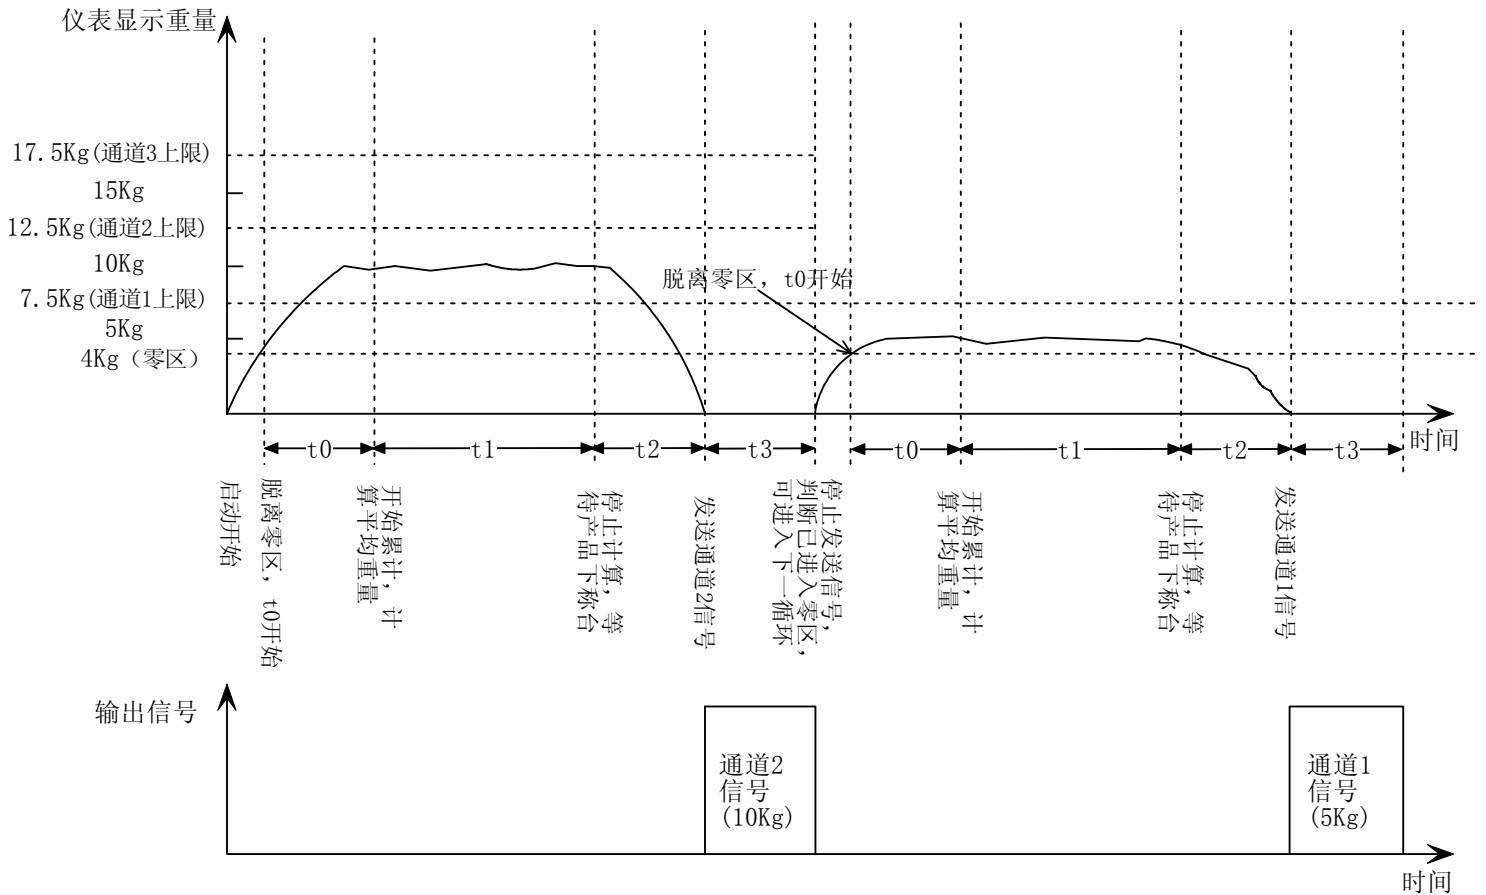 仪表显示重量
17.5Kg(通道3上限)
15Kg
12.5Kg(通道2上限)
10Kg
7.5Kg(通道1上限)
5Kg
4Kg（零区）
脱离零区，t0开始
t0
t1
t2
t3
t0
t1
t2
t3
时间
启动开始
脱离零区，t0开始
开始累计，计
算平均重量
停止计算，等
待产品下称台
发送通道2信号
停止发送信号，
判断已进入零区，
可进入下一循环
开始累计，计
算平均重量
停止计算，等
待产品下称台
发送通道1信号
输出信号
通道2
信号
(10Kg)
通道1
信号
(5Kg)
时间